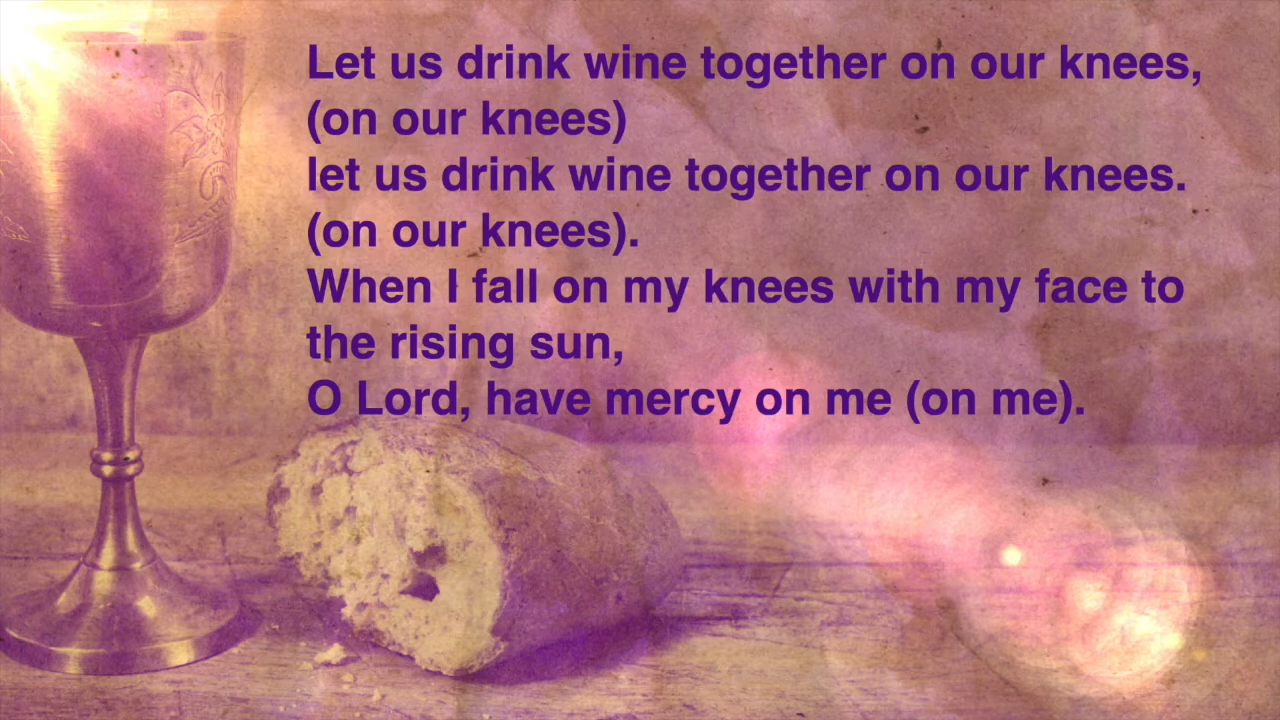 Let us drink wine together on our knees,
(on our knees)
let us drink wine together on our knees.
(on our knees).
When I fall on my knees with my face to
the rising sun,
O Lord, have mercy on me (on me).